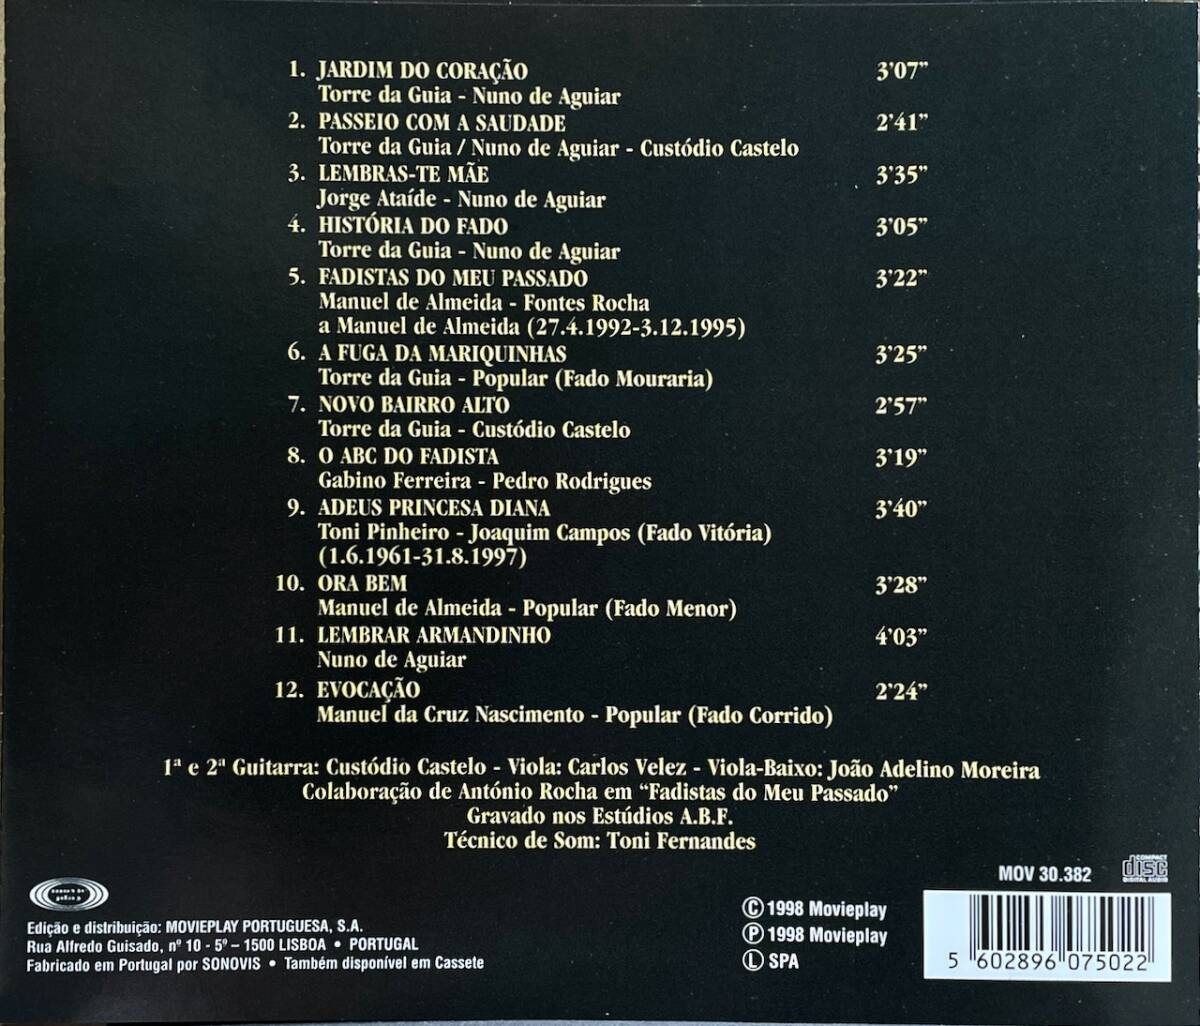 1. JARDIM DO CORAÇÃO 3'07"
Torre da Guia - Nuno de Aguiar
2. PASSEIO COM A SAUDADE 2'41"
Torre da Guia / Nuno de Aguiar - Custódio Castelo
3. LEMBRAS-TE MÃE 3'35"
Jorge Ataíde - Nuno de Aguiar
4. HISTÓRIA DO FADO 3'05"
Torre da Guia - Nuno de Aguiar
5. FADISTAS DO MEU PASSADO 3'22"
Manuel de Almeida - Fontes Rocha
a Manuel de Almeida (27.4.1992-3.12.1995)
6. A FUGA DA MARIQUINHAS 3'25"
Torre da Guia - Popular (Fado Mouraria)
7. NOVO BAIRRO ALTO 2'57"
Torre da Guia - Custódio Castelo
8. O ABC DO FADISTA 3'19"
Gabino Ferreira - Pedro Rodrigues
9. ADEUS PRINCESA DIANA 3'40"
Toni Pinheiro - Joaquim Campos (Fado Vitória)
(1.6.1961-31.8.1997)
10. ORA BEM 3'28"
Manuel de Almeida - Popular (Fado Menor)
11. LEMBRAR ARMANDINHO 4'03"
Nuno de Aguiar
12. EVOCAÇÃO 2'24"
Manuel da Cruz Nascimento - Popular (Fado Corrido)
1ª e 2ª Guitarra: Custódio Castelo - Viola: Carlos Velez - Viola-Baixo: João Adelino Moreira
Colaboração de António Rocha em "Fadistas do Meu Passado"
Gravado nos Estúdios A.B.F.
Técnico de Som: Toni Fernandes
MOV 30.382
COMPACT
disc
DIGITAL AUDIO
Edição e distribuição: MOVIEPLAY PORTUGUESA, S.A.
Rua Alfredo Guisado, nº 10 - 5º – 1500 LISBOA • PORTUGAL
Fabricado em Portugal por SONOVIS • Também disponível em Cassete
Ⓒ 1998 Movieplay
Ⓟ 1998 Movieplay
Ⓛ SPA
5 602896 075022